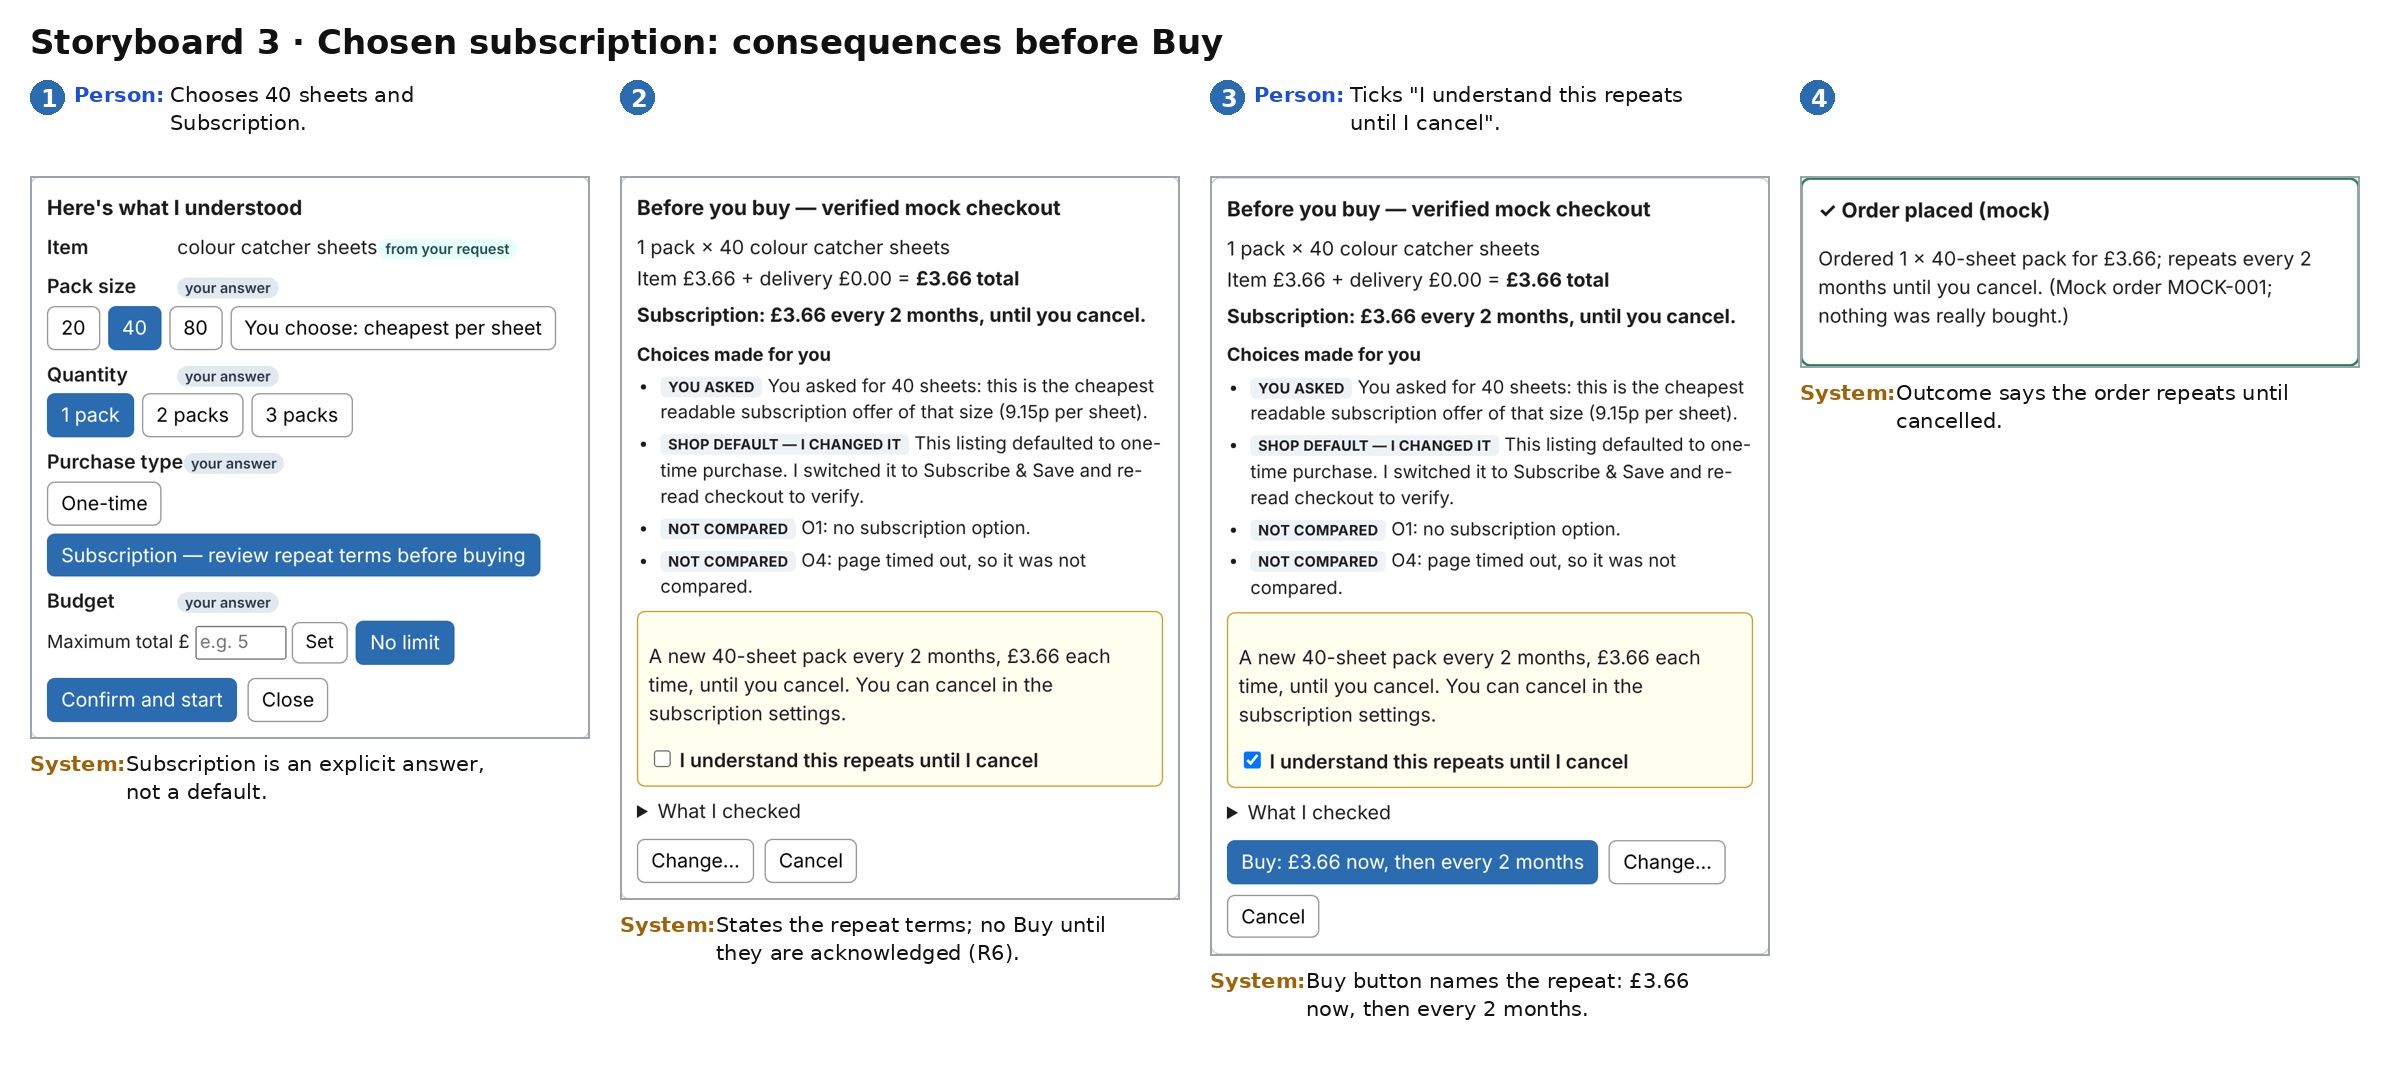 Storyboard 3 · Chosen subscription: consequences before Buy
1 Person: Chooses 40 sheets and
Subscription.
Here's what I understood
Item colour catcher sheets from your request
Pack size your answer
20 40 80 You choose: cheapest per sheet
Quantity your answer
1 pack 2 packs 3 packs
Purchase type your answer
One-time
Subscription — review repeat terms before buying
Budget your answer
Maximum total £ e.g. 5 Set No limit
Confirm and start Close
System: Subscription is an explicit answer,
not a default.
2
Before you buy — verified mock checkout
1 pack × 40 colour catcher sheets
Item £3.66 + delivery £0.00 = £3.66 total
Subscription: £3.66 every 2 months, until you cancel.
Choices made for you
• YOU ASKED You asked for 40 sheets: this is the cheapest
readable subscription offer of that size (9.15p per sheet).
• SHOP DEFAULT — I CHANGED IT This listing defaulted to one-
time purchase. I switched it to Subscribe & Save and re-
read checkout to verify.
• NOT COMPARED O1: no subscription option.
• NOT COMPARED O4: page timed out, so it was not
compared.
A new 40-sheet pack every 2 months, £3.66 each
time, until you cancel. You can cancel in the
subscription settings.
I understand this repeats until I cancel
▶ What I checked
Change... Cancel
System: States the repeat terms; no Buy until
they are acknowledged (R6).
3 Person: Ticks "I understand this repeats
until I cancel".
Before you buy — verified mock checkout
1 pack × 40 colour catcher sheets
Item £3.66 + delivery £0.00 = £3.66 total
Subscription: £3.66 every 2 months, until you cancel.
Choices made for you
• YOU ASKED You asked for 40 sheets: this is the cheapest
readable subscription offer of that size (9.15p per sheet).
• SHOP DEFAULT — I CHANGED IT This listing defaulted to one-
time purchase. I switched it to Subscribe & Save and re-
read checkout to verify.
• NOT COMPARED O1: no subscription option.
• NOT COMPARED O4: page timed out, so it was not
compared.
A new 40-sheet pack every 2 months, £3.66 each
time, until you cancel. You can cancel in the
subscription settings.
I understand this repeats until I cancel
▶ What I checked
Buy: £3.66 now, then every 2 months Change...
Cancel
System: Buy button names the repeat: £3.66
now, then every 2 months.
4
✓ Order placed (mock)
Ordered 1 × 40-sheet pack for £3.66; repeats every 2
months until you cancel. (Mock order MOCK-001;
nothing was really bought.)
System: Outcome says the order repeats until
cancelled.